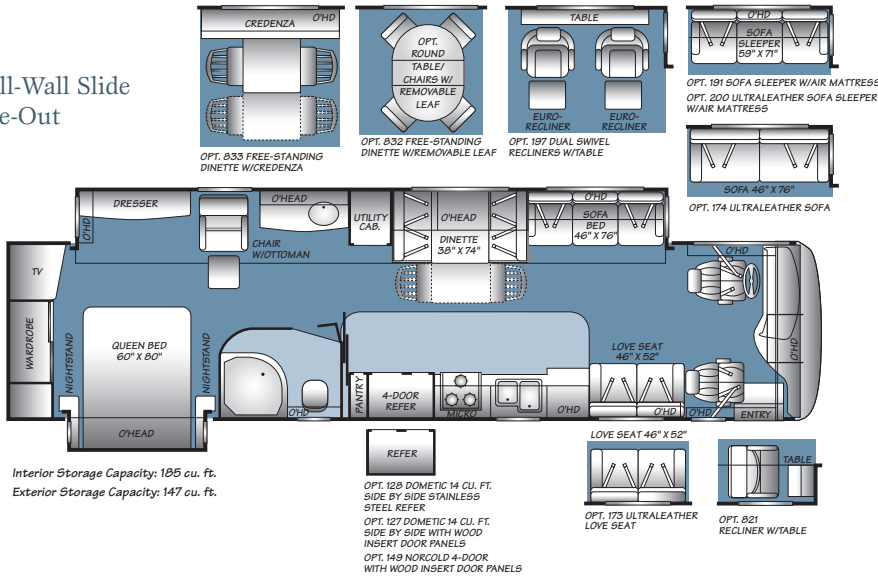 ll-Wall Slide
e-Out
CREDENZA
O'HD
OPT. 833 FREE-STANDING
DINETTE W/CREDENZA
OPT.
ROUND
TABLE/
CHAIRS W/
REMOVABLE
LEAF
OPT. 832 FREE-STANDING
DINETTE W/REMOVABLE LEAF
TABLE
EURO-
RECLINER
EURO-
RECLINER
OPT. 197 DUAL SWIVEL
RECLINERS W/TABLE
O'HD
SOFA
SLEEPER
59" X 71"
OPT. 191 SOFA SLEEPER W/AIR MATTRESS
OPT. 200 ULTRALEATHER SOFA SLEEPER
W/AIR MATTRESS
SOFA 46" X 76"
OPT. 174 ULTRALEATHER SOFA
DRESSER
O'HD
CHAIR
W/OTTOMAN
O'HEAD
UTILITY
CAB.
O'HEAD
DINETTE
38" X 74"
O'HD
SOFA
BED
46" X 76"
O'HD
O'HD
TV
WARDROBE
NIGHTSTAND
QUEEN BED
60" X 80"
NIGHTSTAND
O'HEAD
O'HD
PANTRY
4-DOOR
REFER
MICRO
O'HD
LOVE SEAT
46" X 52"
O'HD
O'HD
ENTRY
Interior Storage Capacity: 185 cu. ft.
Exterior Storage Capacity: 147 cu. ft.
REFER
OPT. 128 DOMETIC 14 CU. FT.
SIDE BY SIDE STAINLESS
STEEL REFER
OPT. 127 DOMETIC 14 CU. FT.
SIDE BY SIDE WITH WOOD
INSERT DOOR PANELS
OPT. 149 NORCOLD 4-DOOR
WITH WOOD INSERT DOOR PANELS
LOVE SEAT 46" X 52"
OPT. 173 ULTRALEATHER
LOVE SEAT
TABLE
OPT. 821
RECLINER W/TABLE